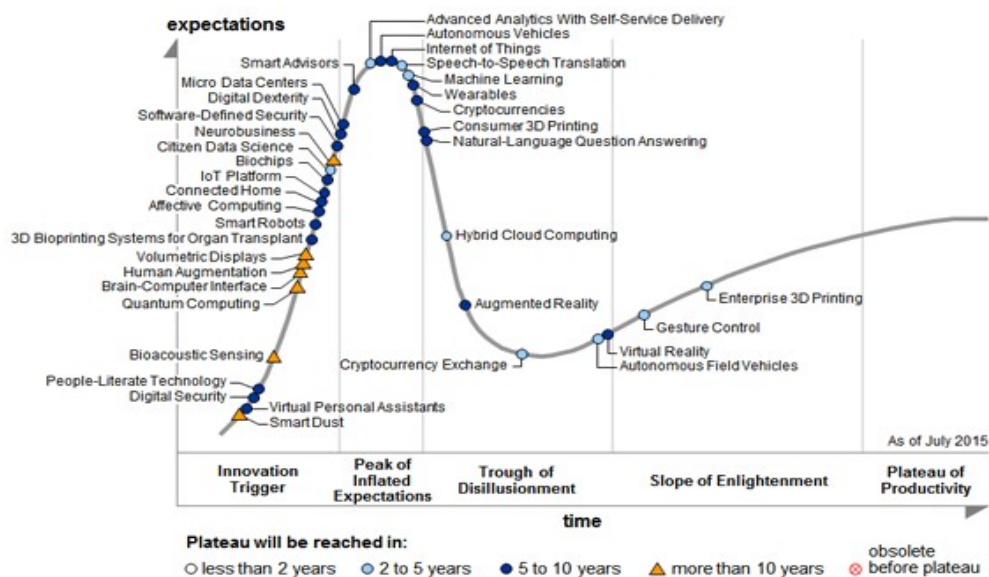 expectations
Advanced Analytics With Self-Service Delivery
Autonomous Vehicles
Internet of Things
Speech-to-Speech Translation
Machine Learning
Wearables
Cryptocurrencies
Consumer 3D Printing
Natural-Language Question Answering
Smart Advisors
Micro Data Centers
Digital Dexterity
Software-Defined Security
Neurobusiness
Citizen Data Science
Biochips
IoT Platform
Connected Home
Affective Computing
Smart Robots
3D Bioprinting Systems for Organ Transplant
Volumetric Displays
Human Augmentation
Brain-Computer Interface
Quantum Computing
Bioacoustic Sensing
People-Literate Technology
Digital Security
Virtual Personal Assistants
Smart Dust
Hybrid Cloud Computing
Augmented Reality
Cryptocurrency Exchange
Virtual Reality
Autonomous Field Vehicles
Gesture Control
Enterprise 3D Printing
As of July 2015
Innovation
Trigger
Peak of
Inflated
Expectations
Trough of
Disillusionment
Slope of Enlightenment
Plateau of
Productivity
time
Plateau will be reached in:
less than 2 years
2 to 5 years
5 to 10 years
more than 10 years
obsolete
before plateau